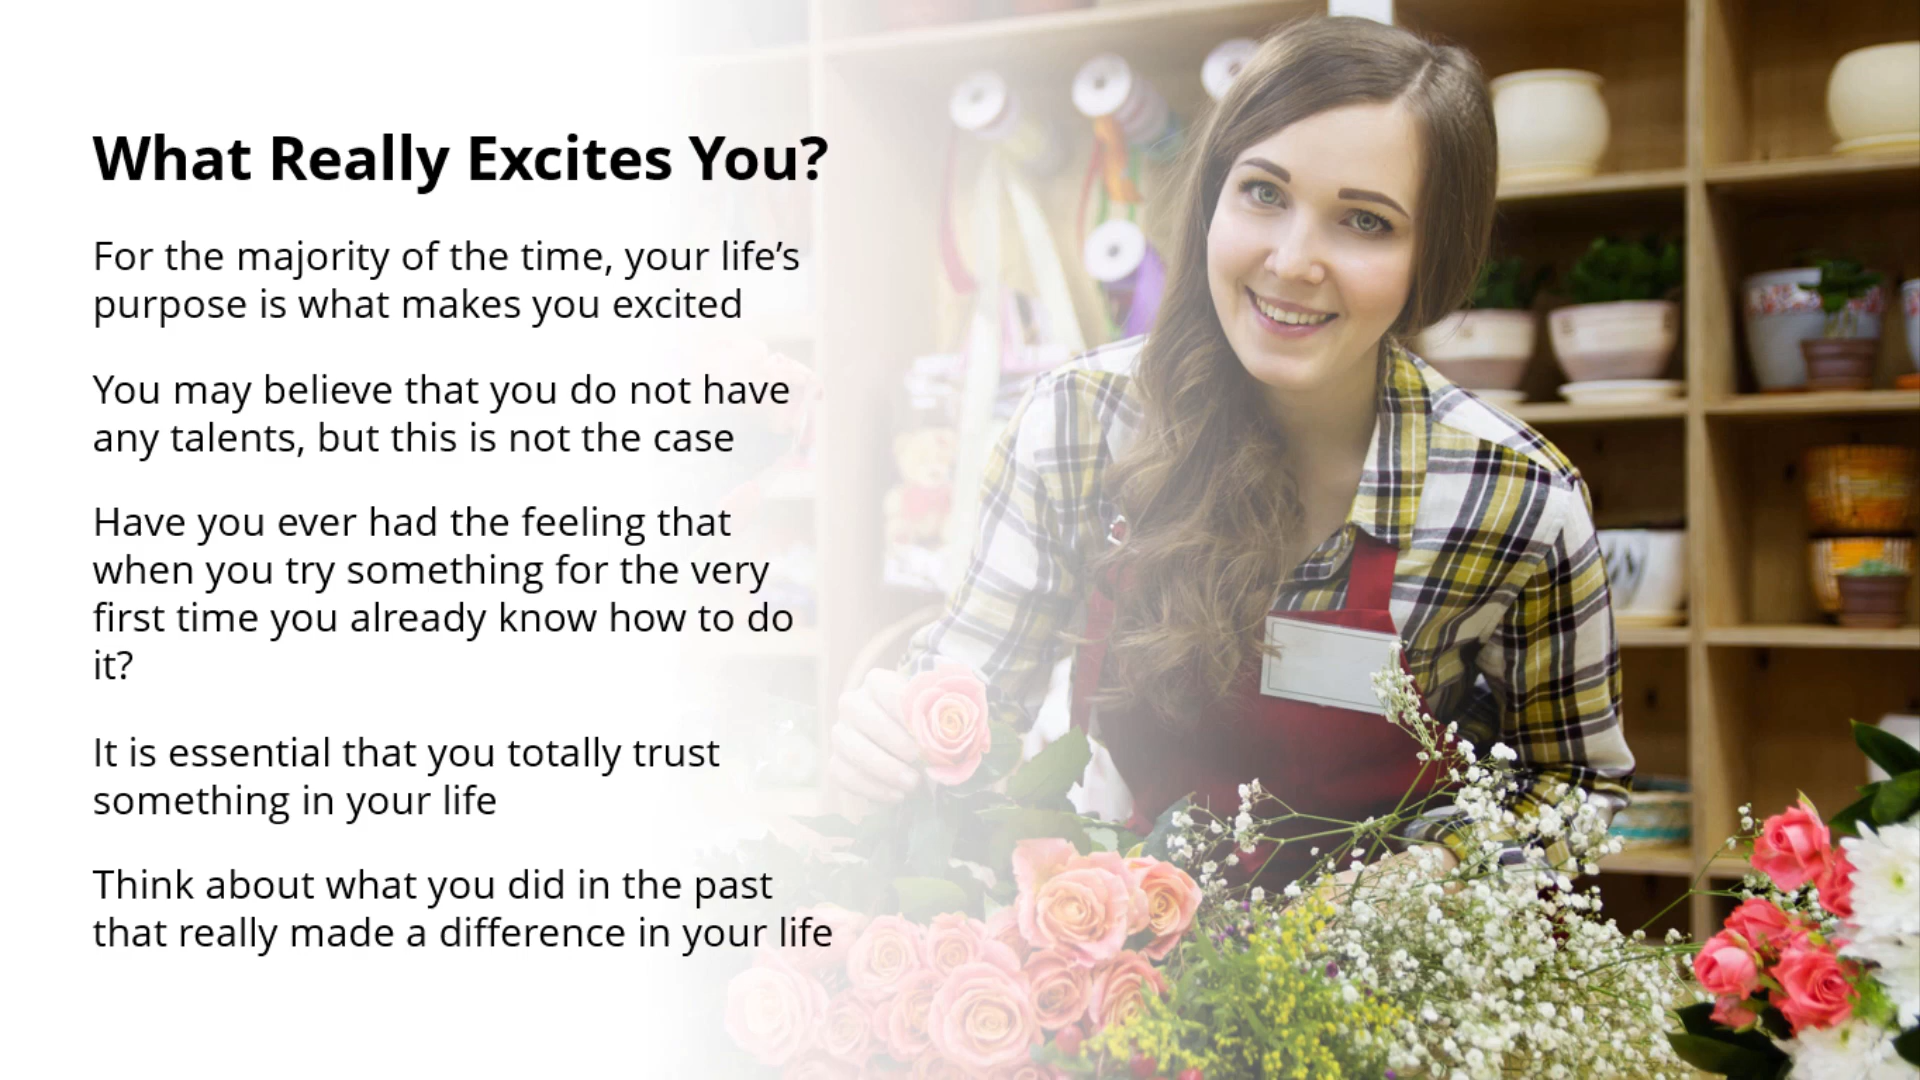 What Really Excites You?
For the majority of the time, your life’s
purpose is what makes you excited
You may believe that you do not have
any talents, but this is not the case
Have you ever had the feeling that
when you try something for the very
first time you already know how to do
it?
It is essential that you totally trust
something in your life
Think about what you did in the past
that really made a difference in your life